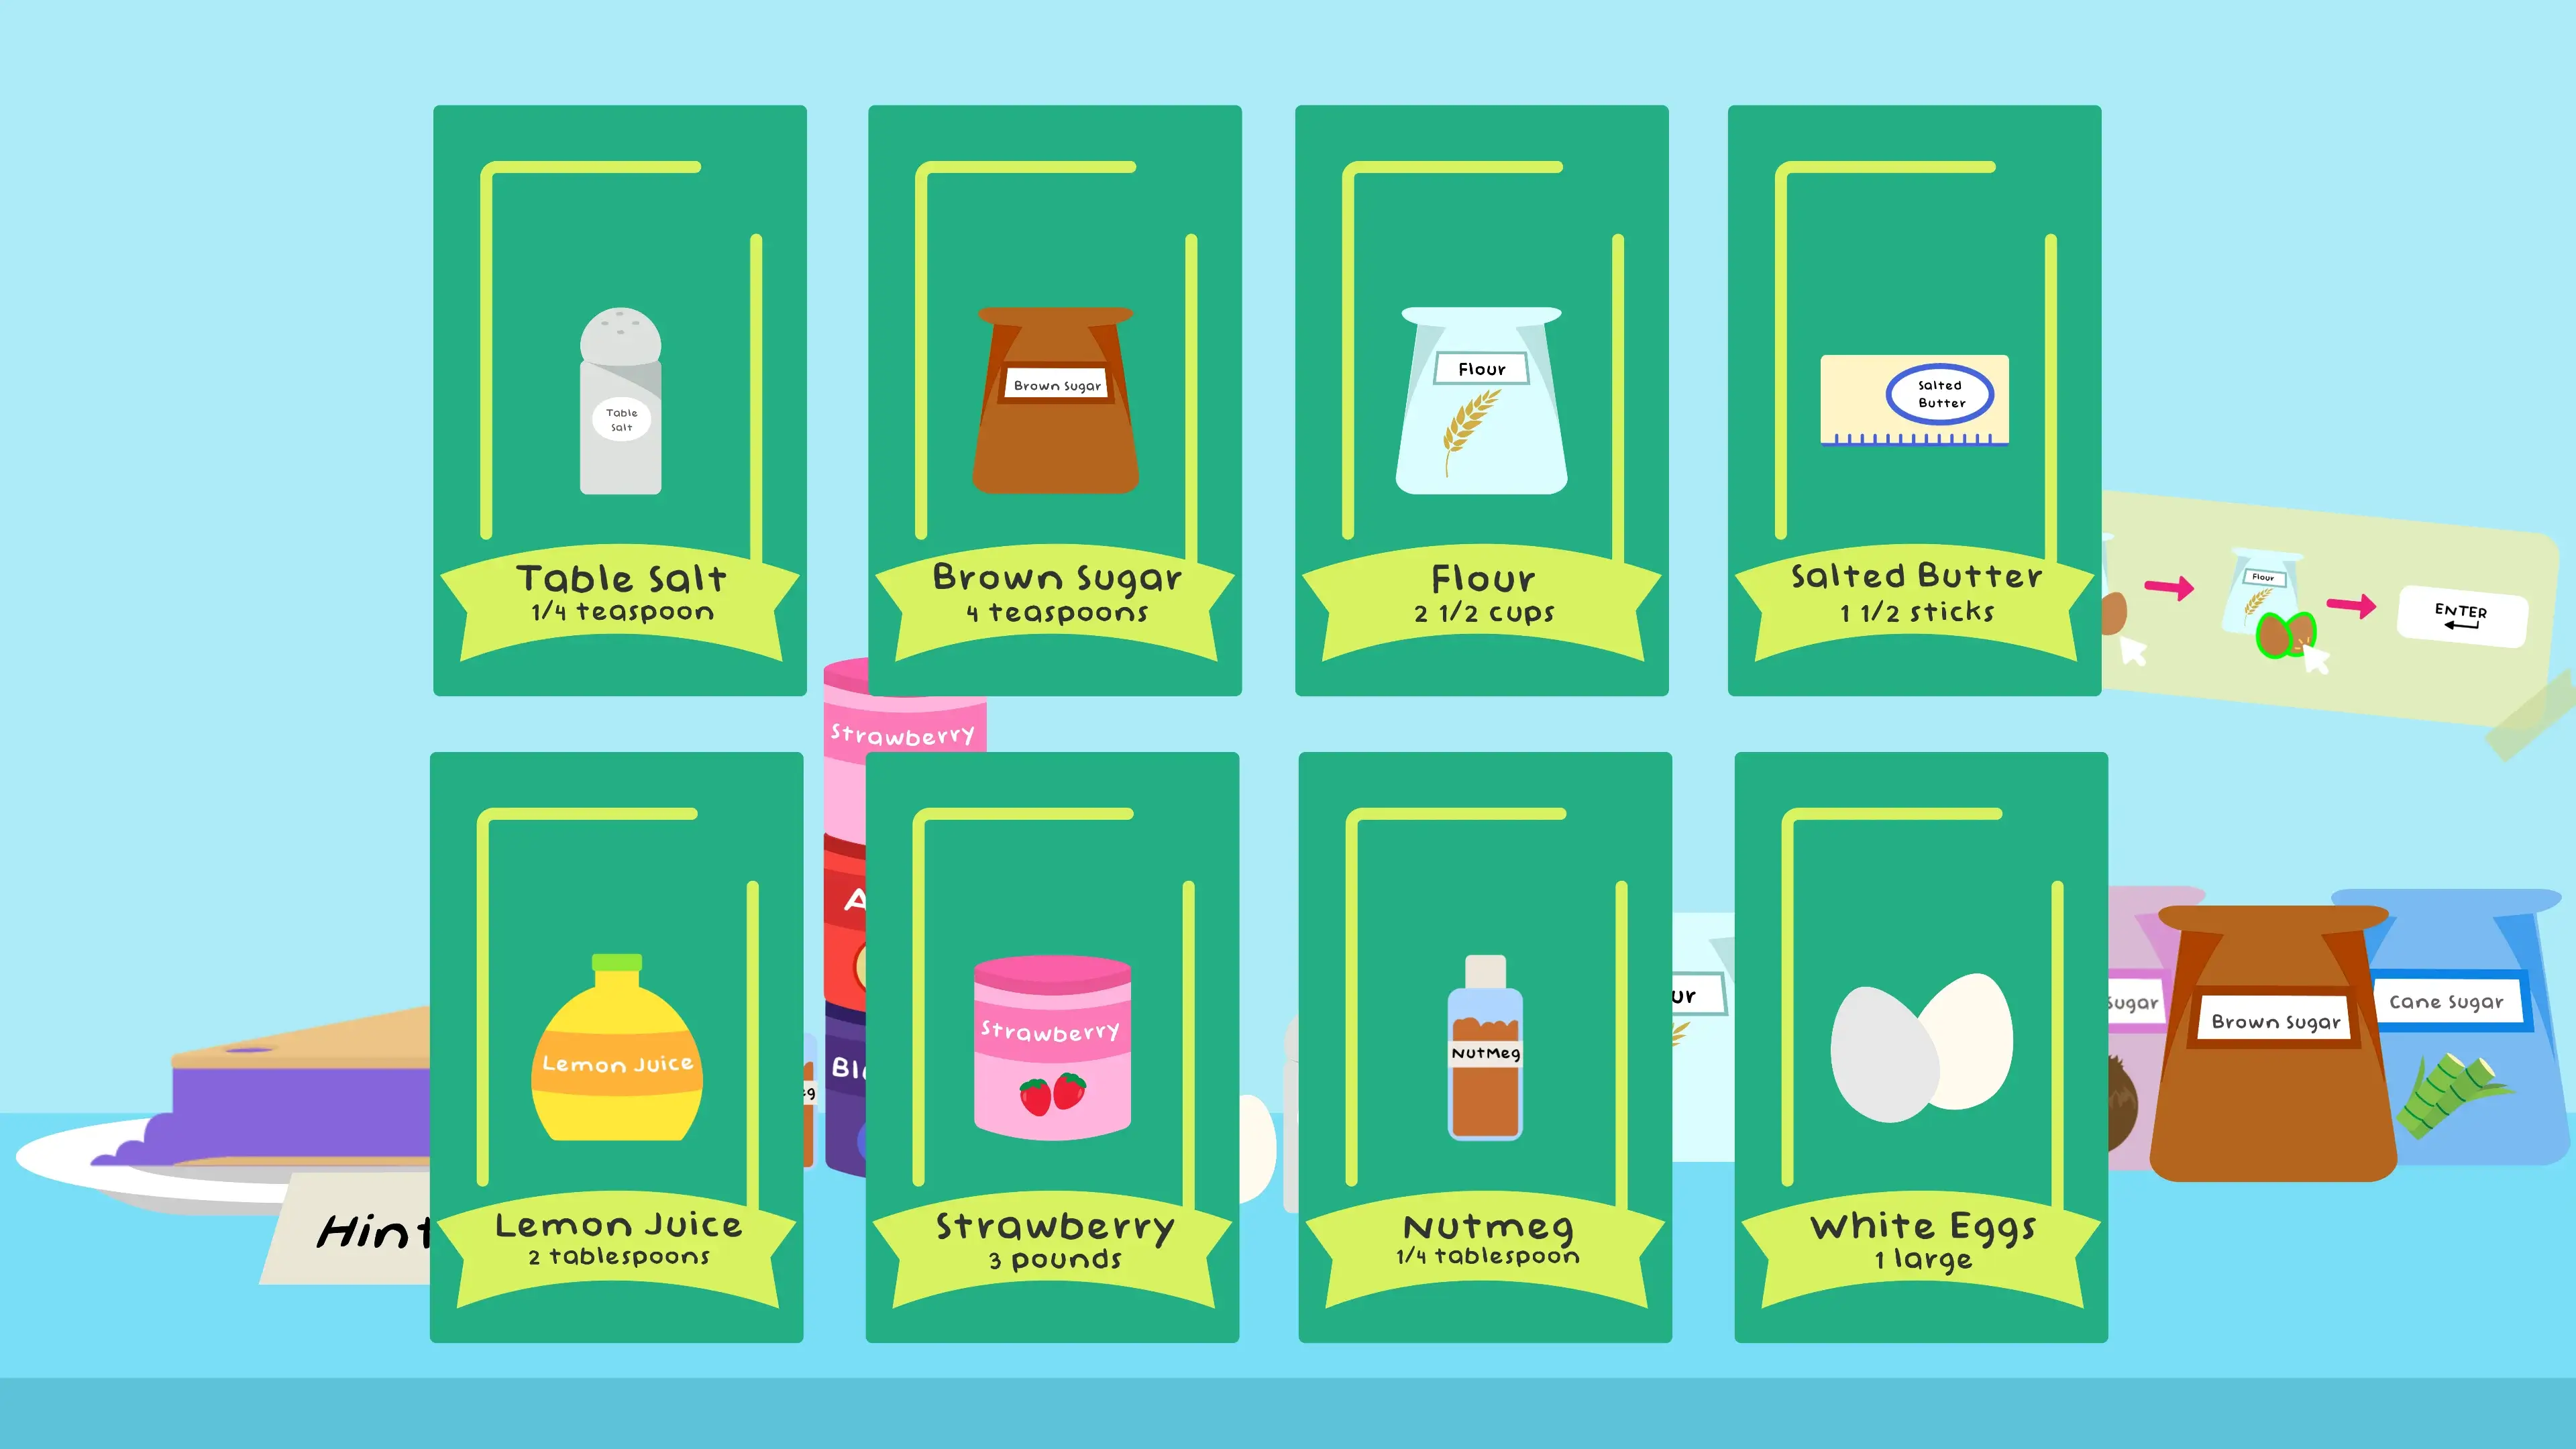 Table
Salt
Table Salt
1/4 teaspoon
Brown Sugar
Brown Sugar
4 teaspoons
Flour
Flour
2 1/2 cups
Salted
Butter
Salted Butter
1 1/2 sticks
Flour
ENTER
Strawberry
Lemon Juice
Lemon Juice
2 tablespoons
Strawberry
Strawberry
3 pounds
NutMeg
Nutmeg
1/4 tablespoon
White Eggs
1 large
Sugar
Brown Sugar
Cane Sugar
Hint